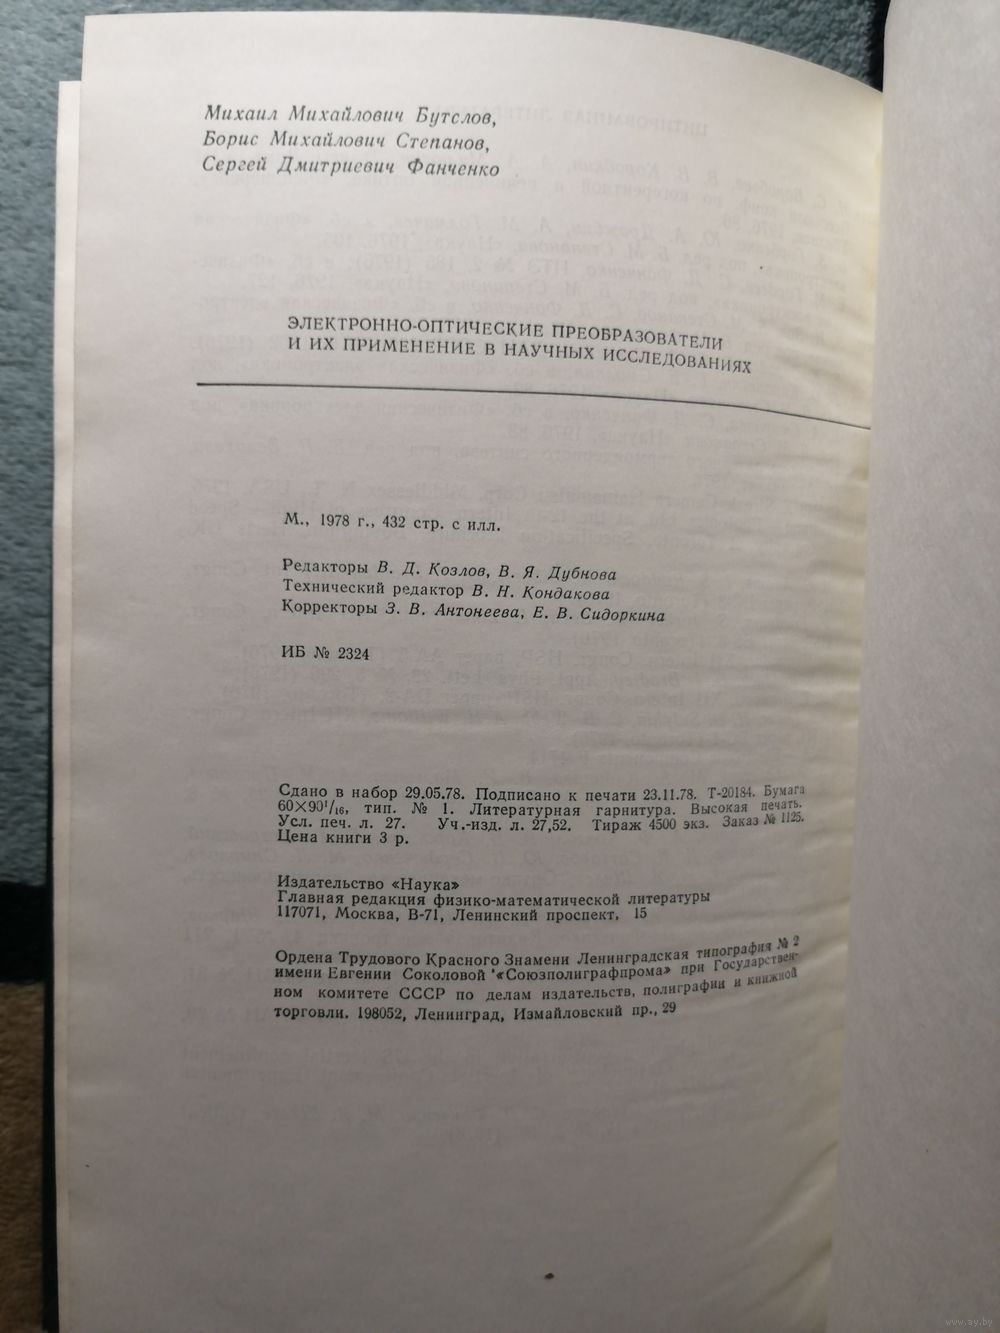 Михаил Михайлович Бутслов,
Борис Михайлович Степанов,
Сергей Дмитриевич Фанченко
ЭЛЕКТРОННО-ОПТИЧЕСКИЕ ПРЕОБРАЗОВАТЕЛИ
И ИХ ПРИМЕНЕНИЕ В НАУЧНЫХ ИССЛЕДОВАНИЯХ
М., 1978 г., 432 стр. с илл.
Редакторы В. Д. Козлов, В. Я. Дубнова
Технический редактор В. Н. Кондакова
Корректоры З. В. Антонеева, Е. В. Сидоркина
ИБ № 2324
Сдано в набор 29.05.78. Подписано к печати 23.11.78. Т-20184. Бумага
60×90¹/₁₆, тип. № 1. Литературная гарнитура. Высокая печать.
Усл. печ. л. 27. Уч.-изд. л. 27,52. Тираж 4500 экз. Заказ № 1125.
Цена книги 3 р.
Издательство «Наука»
Главная редакция физико-математической литературы
117071, Москва, В-71, Ленинский проспект, 15
Ордена Трудового Красного Знамени Ленинградская типография № 2
имени Евгении Соколовой «Союзполиграфпрома» при Государствен-
ном комитете СССР по делам издательств, полиграфии и книжной
торговли. 198052, Ленинград, Измайловский пр., 29
www.ay.by